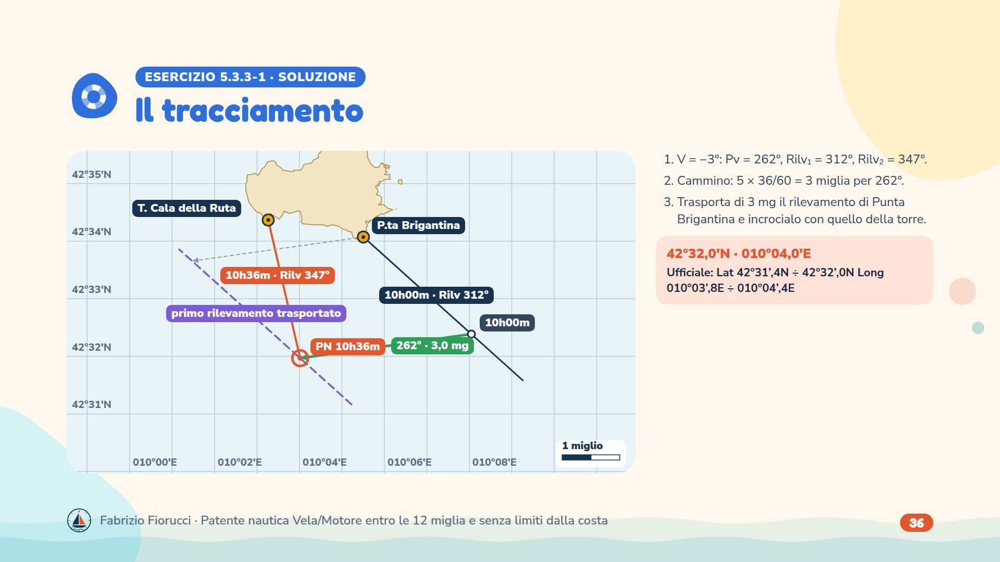 ESERCIZIO 5.3.3-1 · SOLUZIONE
Il tracciamento
42°35'N
T. Cala della Ruta
P.ta Brigantina
42°34'N
10h36m · Rilv 347°
42°33'N
10h00m · Rilv 312°
primo rilevamento trasportato
10h00m
42°32'N
PN 10h36m
262° · 3,0 mg
42°31'N
1 miglio
010°00'E
010°02'E
010°04'E
010°06'E
010°08'E
1. V = −3°: Pv = 262°, Rilv₁ = 312°, Rilv₂ = 347°.
2. Cammino: 5 × 36/60 = 3 miglia per 262°.
3. Trasporta di 3 mg il rilevamento di Punta
Brigantina e incrocialo con quello della torre.
42°32,0'N · 010°04,0'E
Ufficiale: Lat 42°31’,4N ÷ 42°32’,0N Long
010°03’,8E ÷ 010°04’,4E
Fabrizio Fiorucci · Patente nautica Vela/Motore entro le 12 miglia e senza limiti dalla costa
36